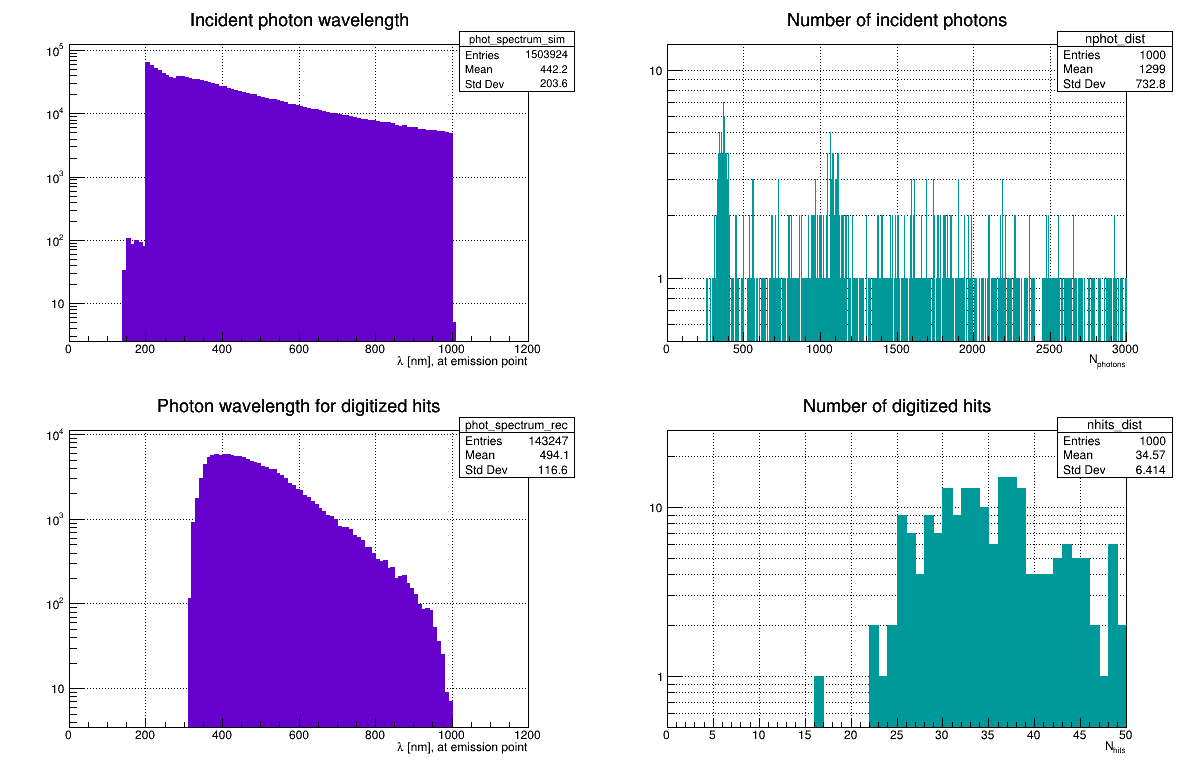 Incident photon wavelength
phot_spectrum_sim
Entries 1503924
Mean 442.2
Std Dev 203.6
10^5
10^4
10^3
10^2
10
0 200 400 600 800 1000 1200
λ [nm], at emission point
Number of incident photons
nphot_dist
Entries 1000
Mean 1299
Std Dev 732.8
10
1
0 500 1000 1500 2000 2500 3000
N_photons
Photon wavelength for digitized hits
phot_spectrum_rec
Entries 143247
Mean 494.1
Std Dev 116.6
10^4
10^3
10^2
10
0 200 400 600 800 1000 1200
λ [nm], at emission point
Number of digitized hits
nhits_dist
Entries 1000
Mean 34.57
Std Dev 6.414
10
1
0 5 10 15 20 25 30 35 40 45 50
N_hits